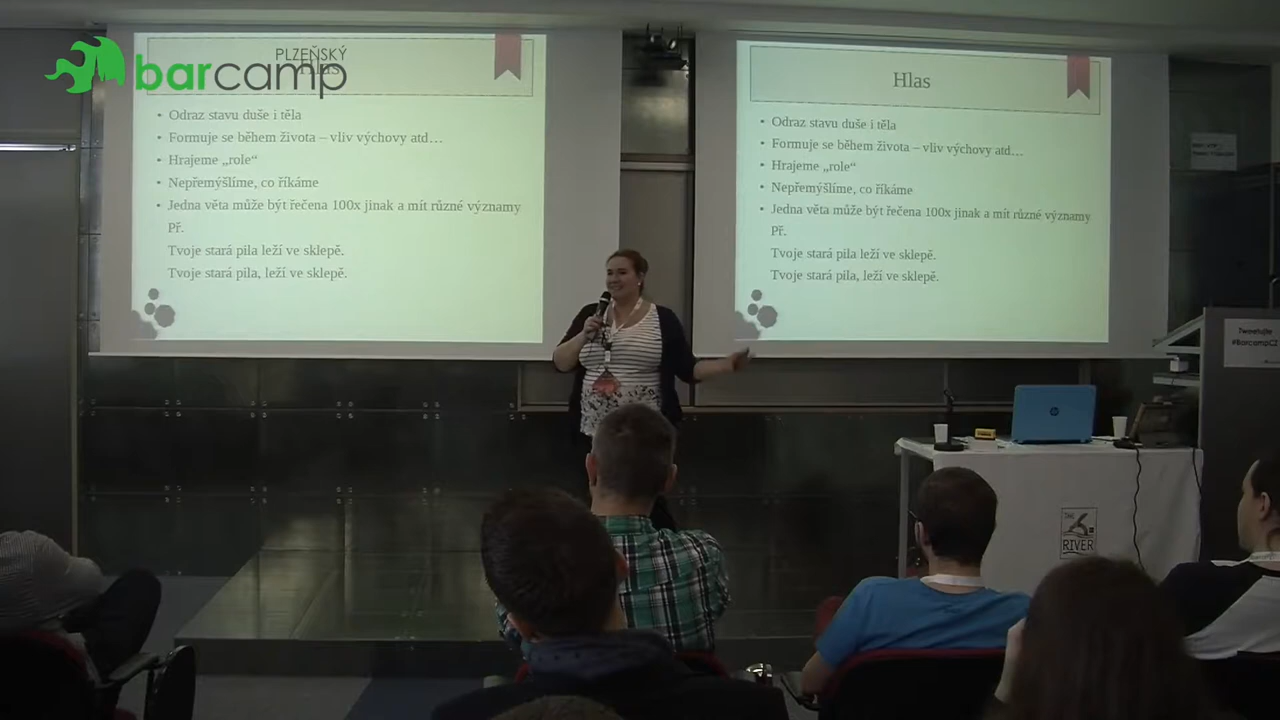 PLZEŇSKÝ
barcamp
Odraz stavu duše i těla
Formuje se během života – vliv výchovy atd…
Hrajeme „role“
Nepřemýšlíme, co říkáme
Jedna věta může být řečena 100x jinak a mít různé významy
Př.
Tvoje stará pila leží ve sklepě.
Tvoje stará pila, leží ve sklepě.
Hlas
Odraz stavu duše i těla
Formuje se během života – vliv výchovy atd…
Hrajeme „role“
Nepřemýšlíme, co říkáme
Jedna věta může být řečena 100x jinak a mít různé významy
Př.
Tvoje stará pila leží ve sklepě.
Tvoje stará pila, leží ve sklepě.
Tweetujte
#BarcampCZ
hp
THE
RIVER